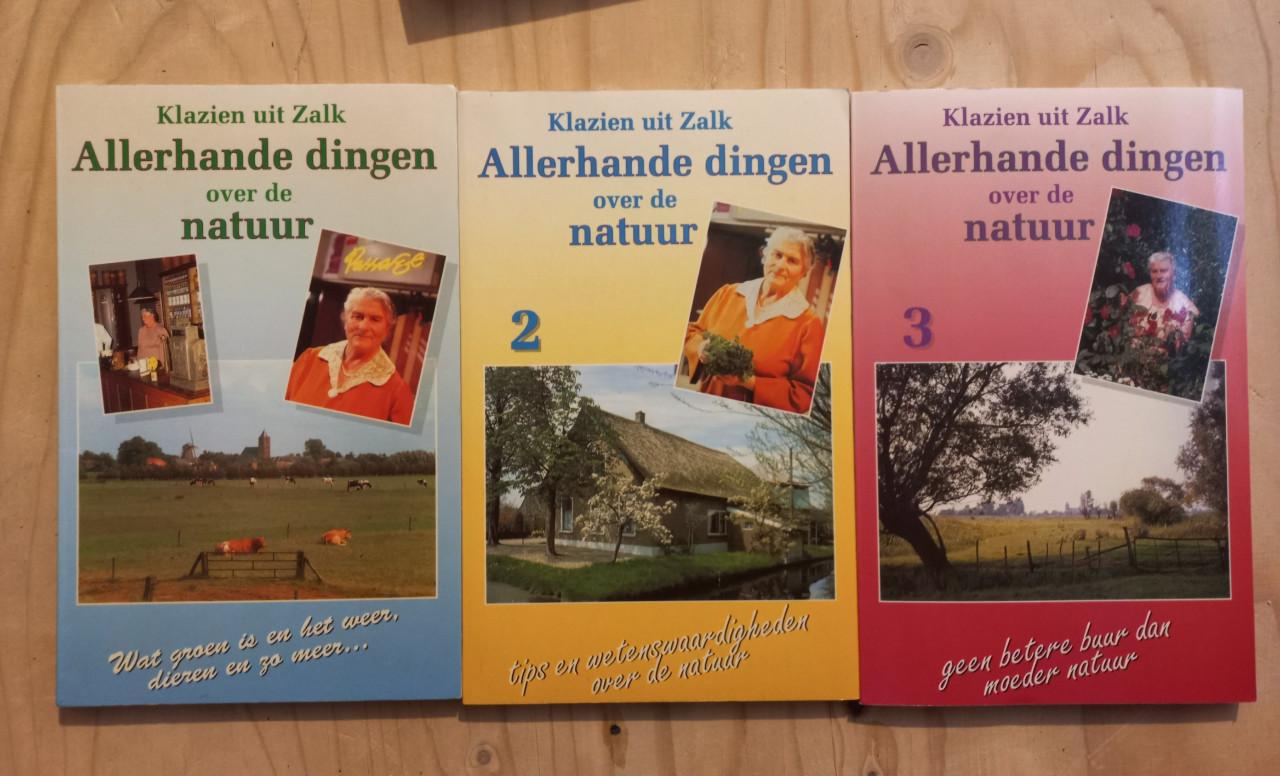 Klazien uit Zalk
Allerhande dingen
over de
natuur
Passage
Wat groen is en het weer,
dieren en zo meer...
Klazien uit Zalk
Allerhande dingen
over de
natuur
2
tips en wetenswaardigheden
over de natuur
Klazien uit Zalk
Allerhande dingen
over de
natuur
3
geen betere buur dan
moeder natuur